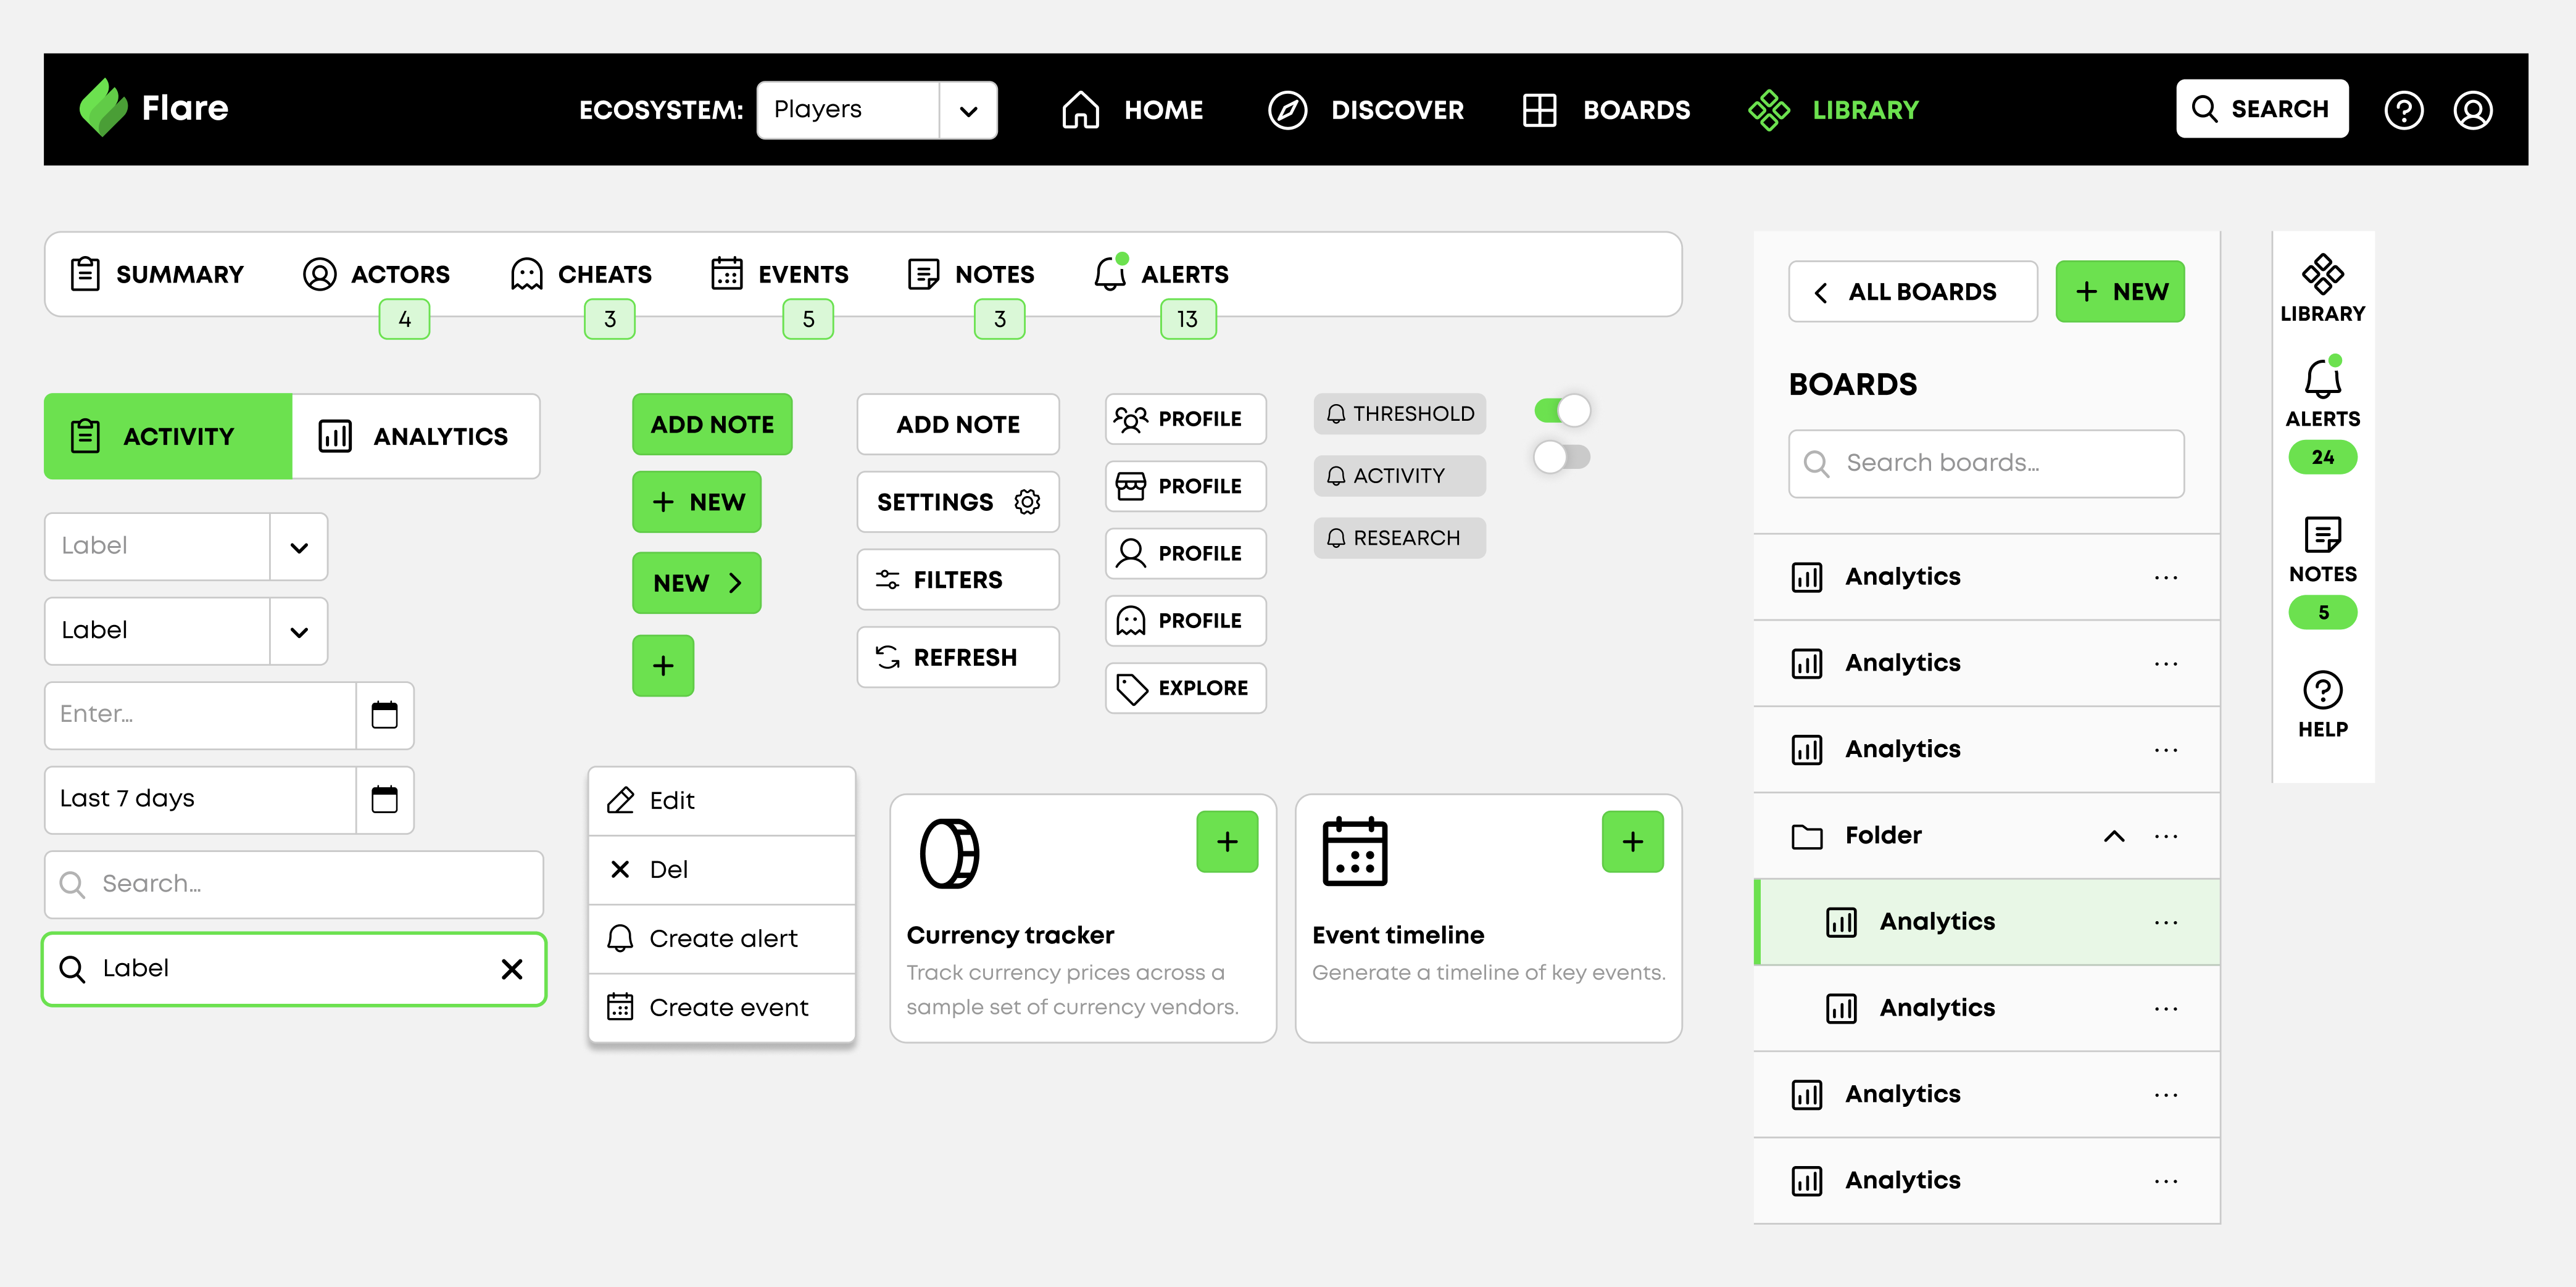 Flare
ECOSYSTEM:
Players
HOME
DISCOVER
BOARDS
LIBRARY
SEARCH
SUMMARY
ACTORS
CHEATS
EVENTS
NOTES
ALERTS
4
3
5
3
13
ACTIVITY
ANALYTICS
Label
Label
Enter...
Last 7 days
Search...
Label
ADD NOTE
+ NEW
NEW >
+
ADD NOTE
SETTINGS
FILTERS
REFRESH
PROFILE
PROFILE
PROFILE
PROFILE
EXPLORE
THRESHOLD
ACTIVITY
RESEARCH
Edit
Del
Create alert
Create event
Currency tracker
Track currency prices across a
sample set of currency vendors.
Event timeline
Generate a timeline of key events.
ALL BOARDS
+ NEW
BOARDS
Search boards...
Analytics
Analytics
Analytics
Folder
Analytics
Analytics
Analytics
Analytics
LIBRARY
ALERTS
24
NOTES
5
HELP